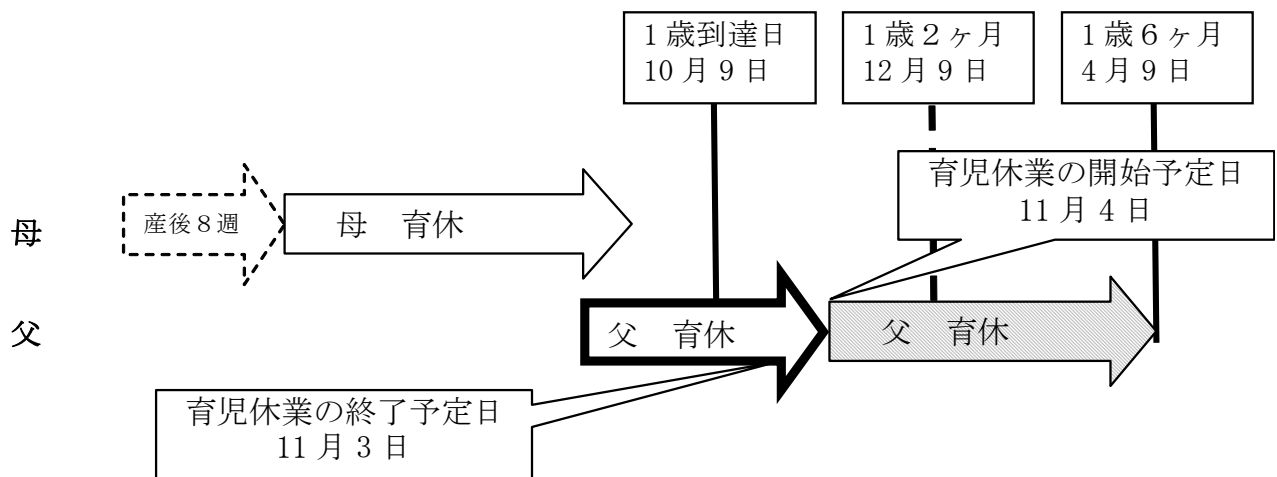 1歳到達日
10月9日
1歳2ヶ月
12月9日
1歳6ヶ月
4月9日
育児休業の開始予定日
11月4日
母
産後8週
母 育休
父
父 育休
父 育休
育児休業の終了予定日
11月3日